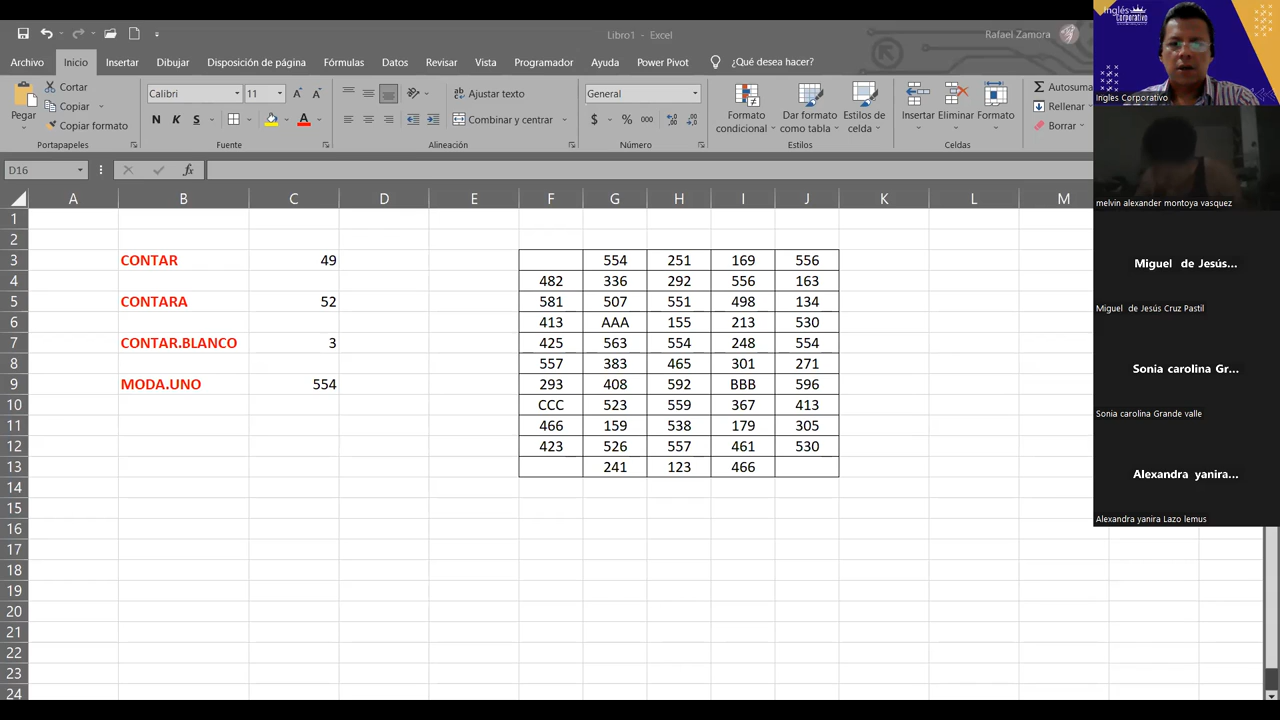 Libro1 - Excel
Rafael Zamora
Archivo Inicio Insertar Dibujar Disposición de página Fórmulas Datos Revisar Vista Programador Ayuda Power Pivot ¿Qué desea hacer?
Pegar
Cortar
Copiar
Copiar formato
Portapapeles
Calibri 11
N K S
Fuente
Ajustar texto
Combinar y centrar
Alineación
General
$ % 000
Número
Formato condicional
Dar formato como tabla
Estilos de celda
Estilos
Insertar Eliminar Formato
Celdas
Autosuma
Rellenar
Borrar
D16
fx
A B C D E F G H I J K L M
1
2
3 CONTAR 49 554 251 169 556
4 482 336 292 556 163
5 CONTARA 52 581 507 551 498 134
6 413 AAA 155 213 530
7 CONTAR.BLANCO 3 425 563 554 248 554
8 557 383 465 301 271
9 MODA.UNO 554 293 408 592 BBB 596
10 CCC 523 559 367 413
11 466 159 538 179 305
12 423 526 557 461 530
13 241 123 466
14
15
16
17
18
19
20
21
22
23
24
Inglés Corporativo
Ingles Corporativo
melvin alexander montoya vasquez
Miguel de Jesús...
Miguel de Jesús Cruz Pastil
Sonia carolina Gr...
Sonia carolina Grande valle
Alexandra yanira...
Alexandra yanira Lazo lemus